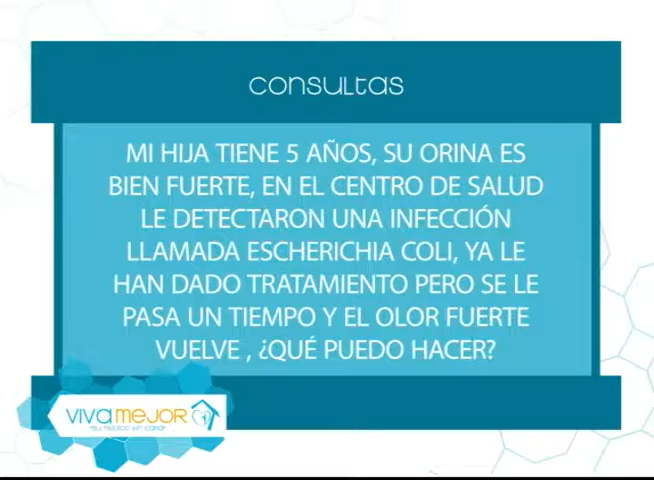 consultas
MI HIJA TIENE 5 AÑOS, SU ORINA ES
BIEN FUERTE, EN EL CENTRO DE SALUD
LE DETECTARON UNA INFECCIÓN
LLAMADA ESCHERICHIA COLI, YA LE
HAN DADO TRATAMIENTO PERO SE LE
PASA UN TIEMPO Y EL OLOR FUERTE
VUELVE , ¿QUÉ PUEDO HACER?
VIVA MEJOR